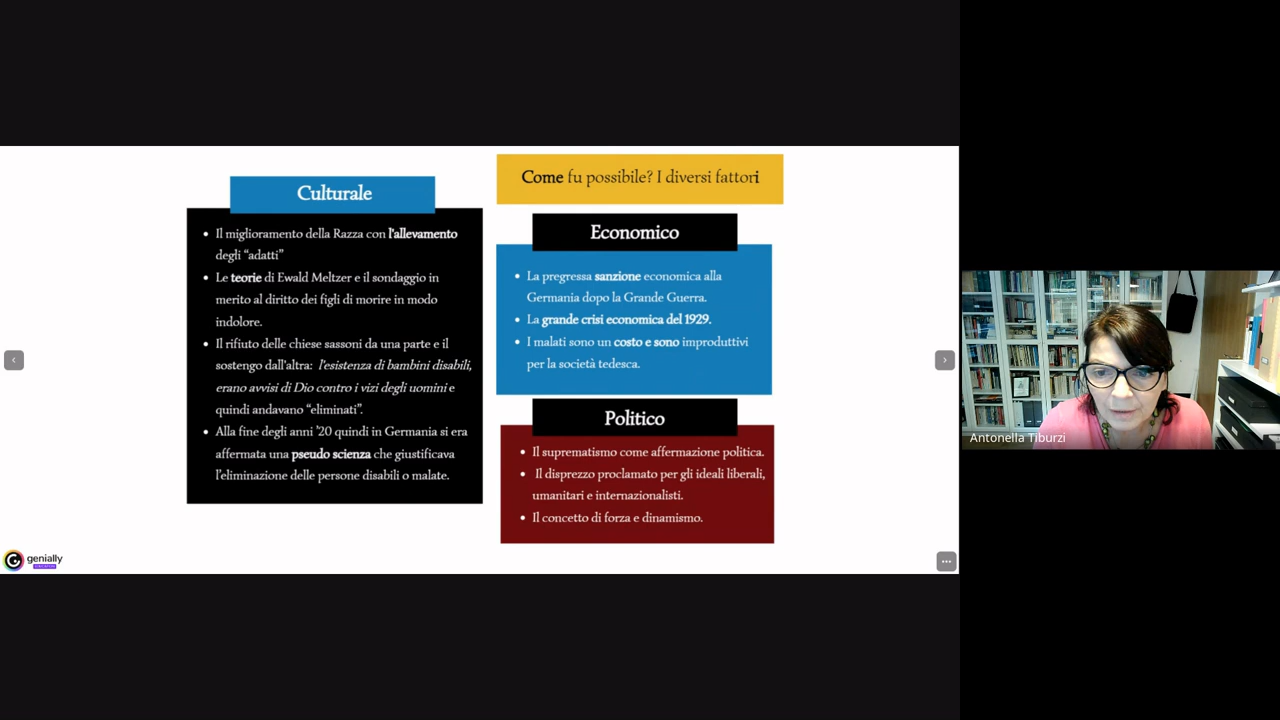 Come fu possibile? I diversi fattori
Culturale
• Il miglioramento della Razza con l'allevamento
degli “adatti”
• Le teorie di Ewald Meltzer e il sondaggio in
merito al diritto dei figli di morire in modo
indolore.
• Il rifiuto delle chiese sassoni da una parte e il
sostengo dall'altra: l'esistenza di bambini disabili,
erano avvisi di Dio contro i vizi degli uomini e
quindi andavano “eliminati”.
• Alla fine degli anni '20 quindi in Germania si era
affermata una pseudo scienza che giustificava
l'eliminazione delle persone disabili o malate.
Economico
• La pregressa sanzione economica alla
Germania dopo la Grande Guerra.
• La grande crisi economica del 1929.
• I malati sono un costo e sono improduttivi
per la società tedesca.
Politico
• Il suprematismo come affermazione politica.
• Il disprezzo proclamato per gli ideali liberali,
umanitari e internazionalisti.
• Il concetto di forza e dinamismo.
genially
Antonella Tiburzi